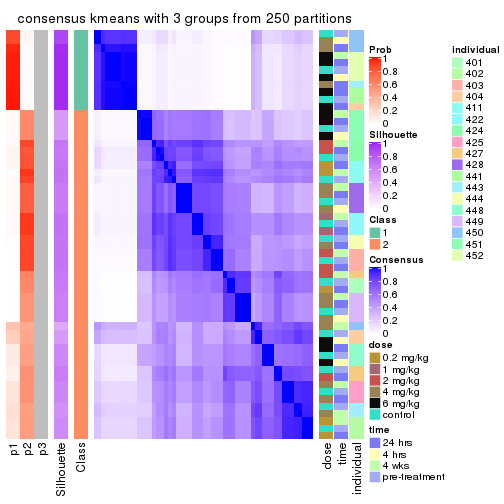 consensus kmeans with 3 groups from 250 partitions
p1
p2
p3
Silhouette
Class
dose
time
individual
Prob
1
0.8
0.6
0.4
0.2
0
Silhouette
1
0.8
0.6
0.4
0.2
0
Class
1
2
Consensus
1
0.8
0.6
0.4
0.2
0
dose
0.2 mg/kg
1 mg/kg
2 mg/kg
4 mg/kg
6 mg/kg
control
time
24 hrs
4 hrs
4 wks
pre-treatment
individual
401
402
403
404
411
422
424
425
427
428
441
443
444
448
449
450
451
452